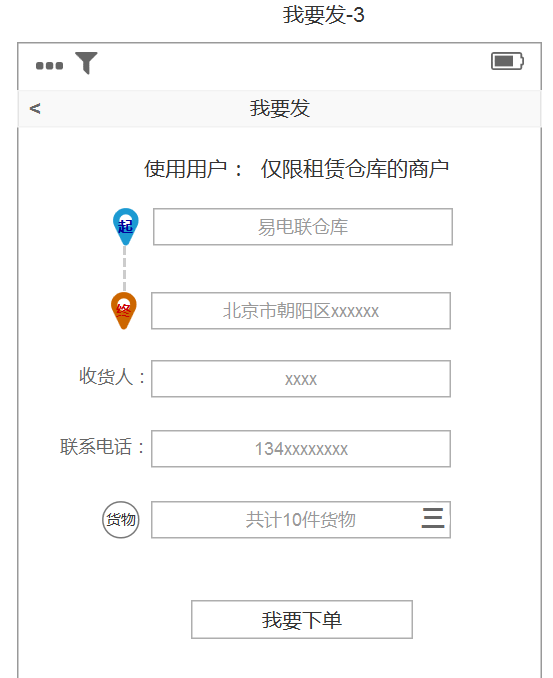 我要发-3
<
我要发
使用用户： 仅限租赁仓库的商户
起 易电联仓库
终 北京市朝阳区xxxxxx
收货人： xxxx
联系电话： 134xxxxxxxx
货物 共计10件货物
我要下单